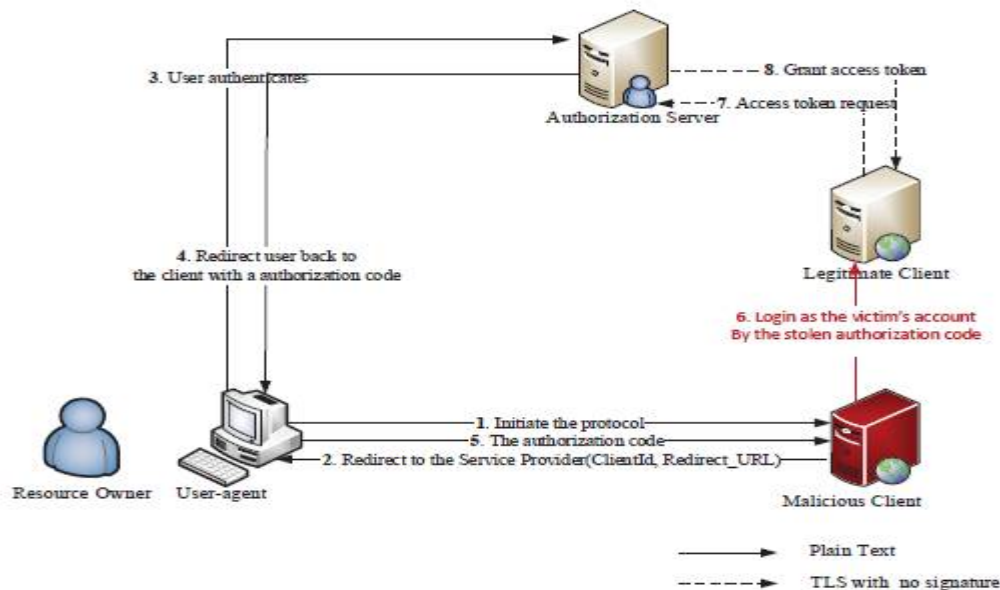 3. User authenticates
8. Grant access token
7. Access token request
Authorization Server
4. Redirect user back to
the client with a authorization code
Legitimate Client
6. Login as the victim's account
By the stolen authorization code
1. Initiate the protocol
5. The authorization code
2. Redirect to the Service Provider(ClientId, Redirect_URL)
Resource Owner
User-agent
Malicious Client
Plain Text
TLS with no signature